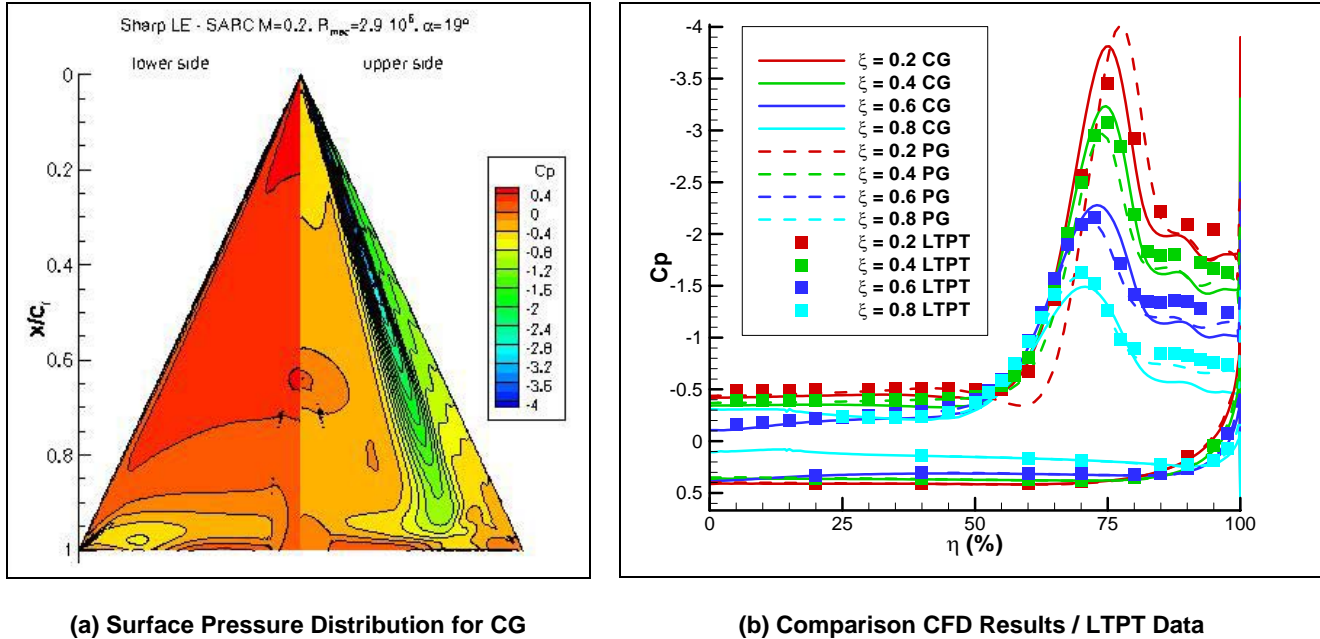 Sharp LE - SARC M=0.2. Rmac=2.9 10⁶. α=19°
lower side
upper side
0
0.2
0.4
0.6
0.8
1
x/Cr
Cp
0.4
0
-0.4
-0.8
-1.2
-1.6
-2
-2.4
-2.8
-3.2
-3.6
-4
(a) Surface Pressure Distribution for CG
-4
-3.5
-3
-2.5
-2
-1.5
-1
-0.5
0
0.5
Cp
ξ = 0.2 CG
ξ = 0.4 CG
ξ = 0.6 CG
ξ = 0.8 CG
ξ = 0.2 PG
ξ = 0.4 PG
ξ = 0.6 PG
ξ = 0.8 PG
ξ = 0.2 LTPT
ξ = 0.4 LTPT
ξ = 0.6 LTPT
ξ = 0.8 LTPT
0
25
50
75
100
η (%)
(b) Comparison CFD Results / LTPT Data